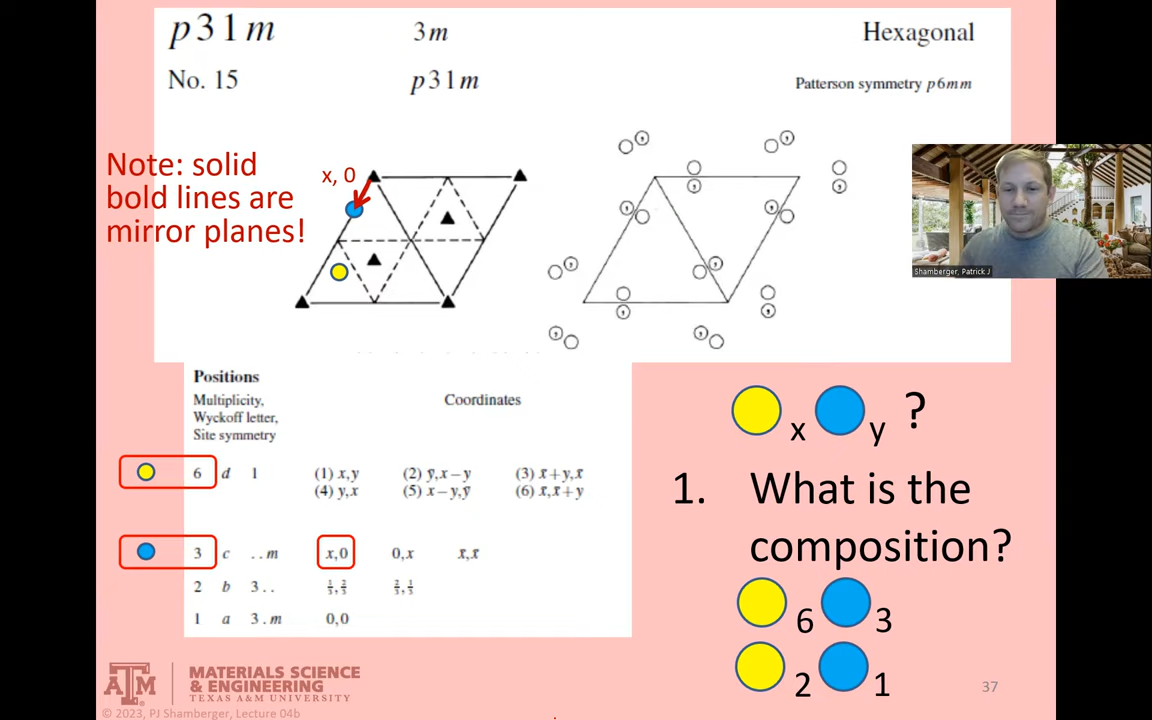 p31m 3m Hexagonal
No. 15 p31m Patterson symmetry p6mm
Note: solid
bold lines are
mirror planes!
x, 0
Shamberger, Patrick J
Positions
Multiplicity,
Wyckoff letter,
Site symmetry
Coordinates
6 d 1 (1) x,y (2) ȳ,x−y (3) x̄+y,x̄
(4) y,x (5) x−y,ȳ (6) x̄,x̄+y
3 c ..m x,0 0,x x̄,x̄
2 b 3.. 1/3,2/3 2/3,1/3
1 a 3.m 0,0
x y ?
1. What is the
composition?
6 3
2 1
ATM
MATERIALS SCIENCE
& ENGINEERING
TEXAS A&M UNIVERSITY
© 2023, PJ Shamberger, Lecture 04b
37